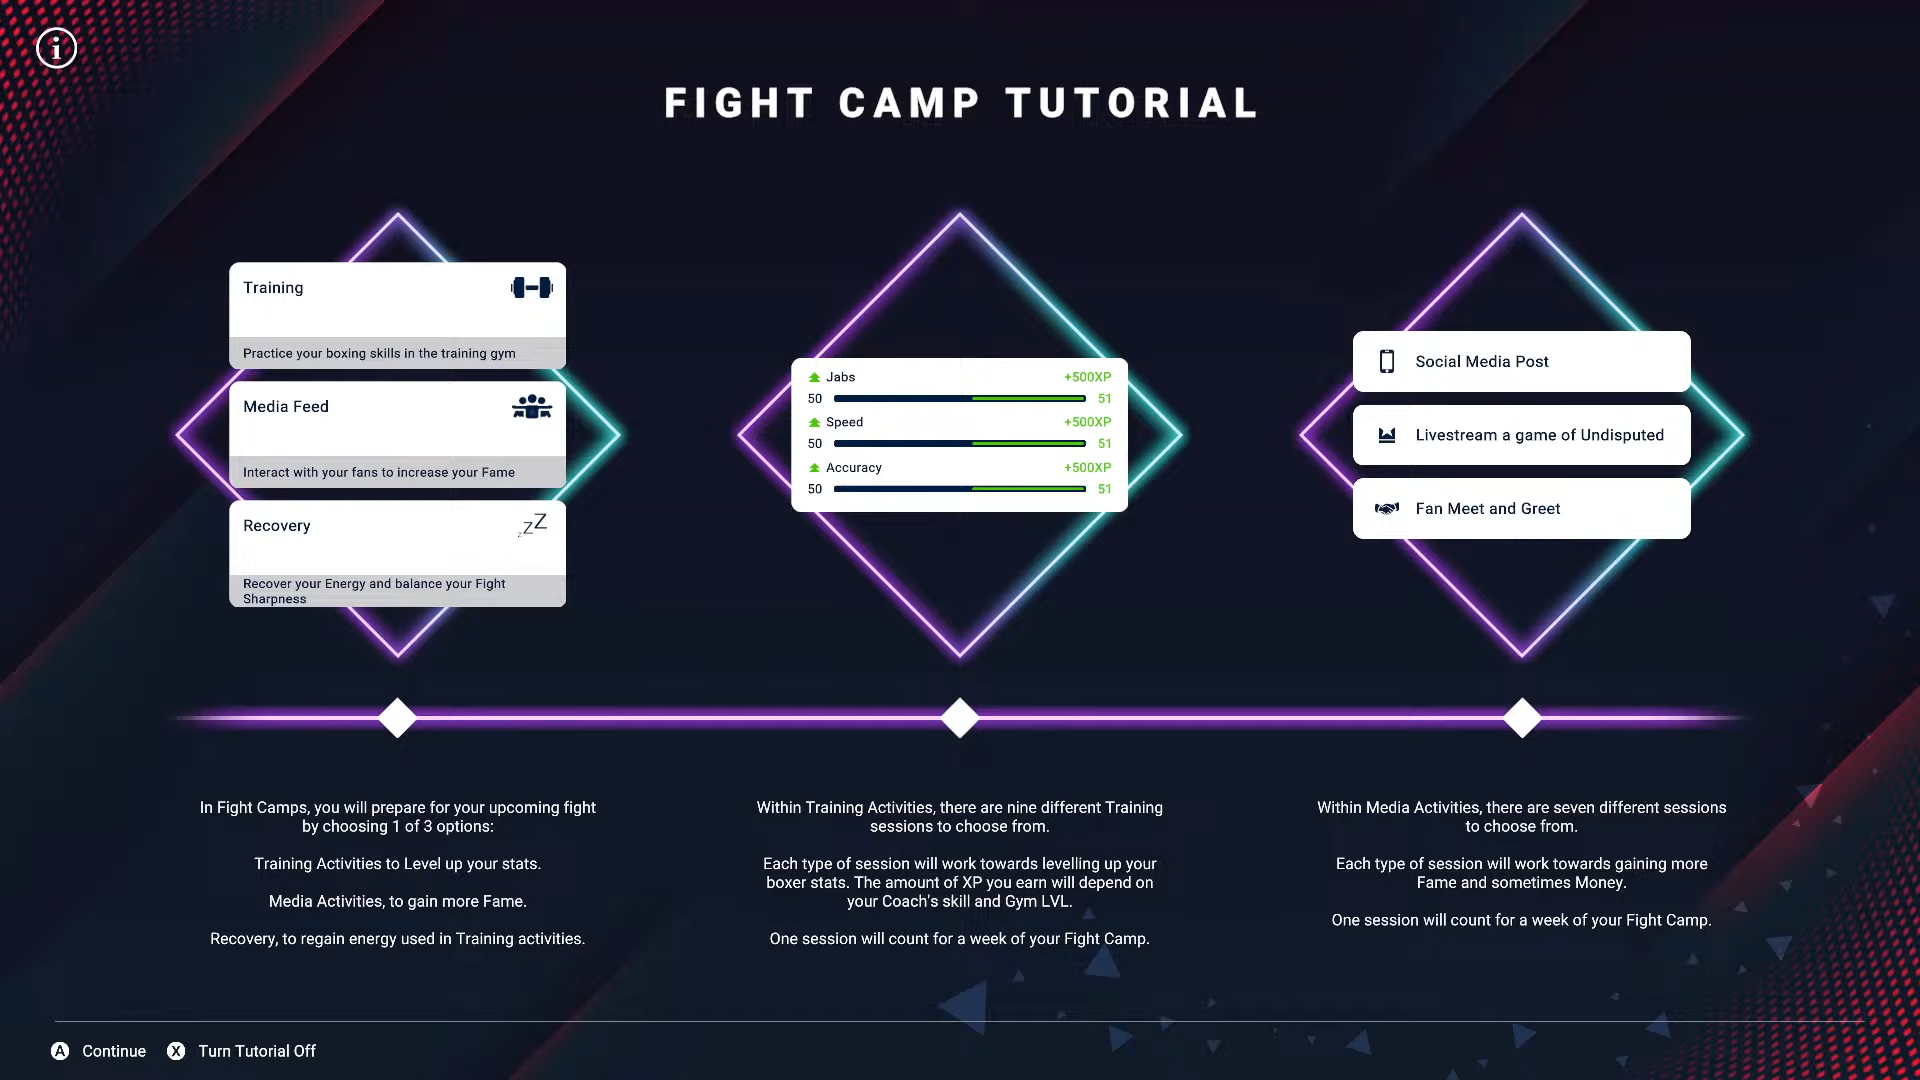 FIGHT CAMP TUTORIAL
Training
Practice your boxing skills in the training gym
Media Feed
Interact with your fans to increase your Fame
Recovery
zZZ
Recover your Energy and balance your Fight
Sharpness
Jabs +500XP
50 51
Speed +500XP
50 51
Accuracy +500XP
50 51
Social Media Post
Livestream a game of Undisputed
Fan Meet and Greet
In Fight Camps, you will prepare for your upcoming fight
by choosing 1 of 3 options:
Training Activities to Level up your stats.
Media Activities, to gain more Fame.
Recovery, to regain energy used in Training activities.
Within Training Activities, there are nine different Training
sessions to choose from.
Each type of session will work towards levelling up your
boxer stats. The amount of XP you earn will depend on
your Coach's skill and Gym LVL.
One session will count for a week of your Fight Camp.
Within Media Activities, there are seven different sessions
to choose from.
Each type of session will work towards gaining more
Fame and sometimes Money.
One session will count for a week of your Fight Camp.
A Continue X Turn Tutorial Off